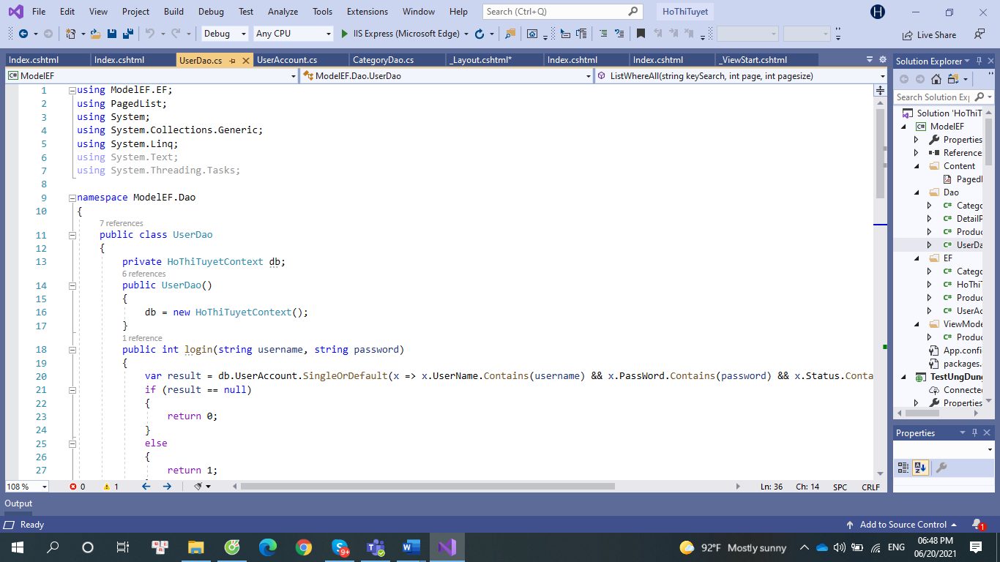 File Edit View Project Build Debug Test Analyze Tools Extensions Window Help Search (Ctrl+Q) HoThiTuyet H
Debug Any CPU IIS Express (Microsoft Edge) Live Share
Index.cshtml Index.cshtml UserDao.cs UserAccount.cs CategoryDao.cs _Layout.cshtml* Index.cshtml Index.cshtml _ViewStart.cshtml
C# ModelEF ModelEF.Dao.UserDao ListWhereAll(string keySearch, int page, int pagesize)
1 using ModelEF.EF;
2 using PagedList;
3 using System;
4 using System.Collections.Generic;
5 using System.Linq;
6 using System.Text;
7 using System.Threading.Tasks;
8
9 namespace ModelEF.Dao
10 {
7 references
11 public class UserDao
12 {
13 private HoThiTuyetContext db;
6 references
14 public UserDao()
15 {
16 db = new HoThiTuyetContext();
17 }
1 reference
18 public int login(string username, string password)
19 {
20 var result = db.UserAccount.SingleOrDefault(x => x.UserName.Contains(username) && x.PassWord.Contains(password) && x.Status.Conta
21 if (result == null)
22 {
23 return 0;
24 }
25 else
26 {
27 return 1;
108 % 0 1 Ln: 36 Ch: 14 SPC CRLF
Solution Explorer
Search Solution Exp
Solution 'HoThiT
C# ModelEF
Properties
Reference
Content
Paged
Dao
C# Catego
C# DetailP
C# Produc
C# UserDa
EF
C# Catego
C# HoThiT
C# Produc
C# UserAc
ViewMode
C# Produc
App.confi
packages.
TestUngDung
Connected
Properties
Properties
Output
Ready Add to Source Control 1
9+ 92°F Mostly sunny ENG 06:48 PM
06/20/2021